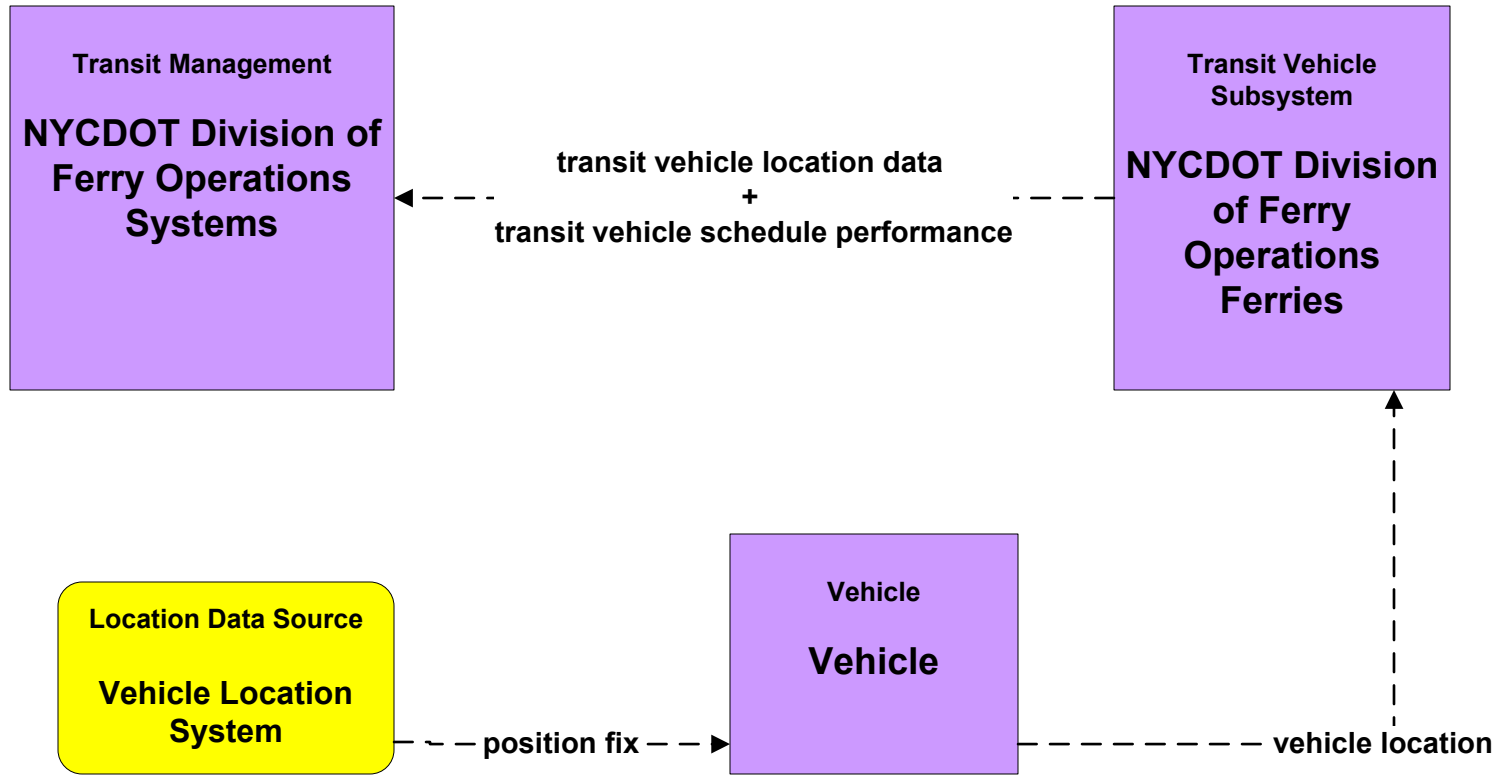 Transit Management
NYCDOT Division of
Ferry Operations
Systems
transit vehicle location data
+
transit vehicle schedule performance
Transit Vehicle
Subsystem
NYCDOT Division
of Ferry
Operations
Ferries
Location Data Source
Vehicle Location
System
position fix
Vehicle
Vehicle
vehicle location